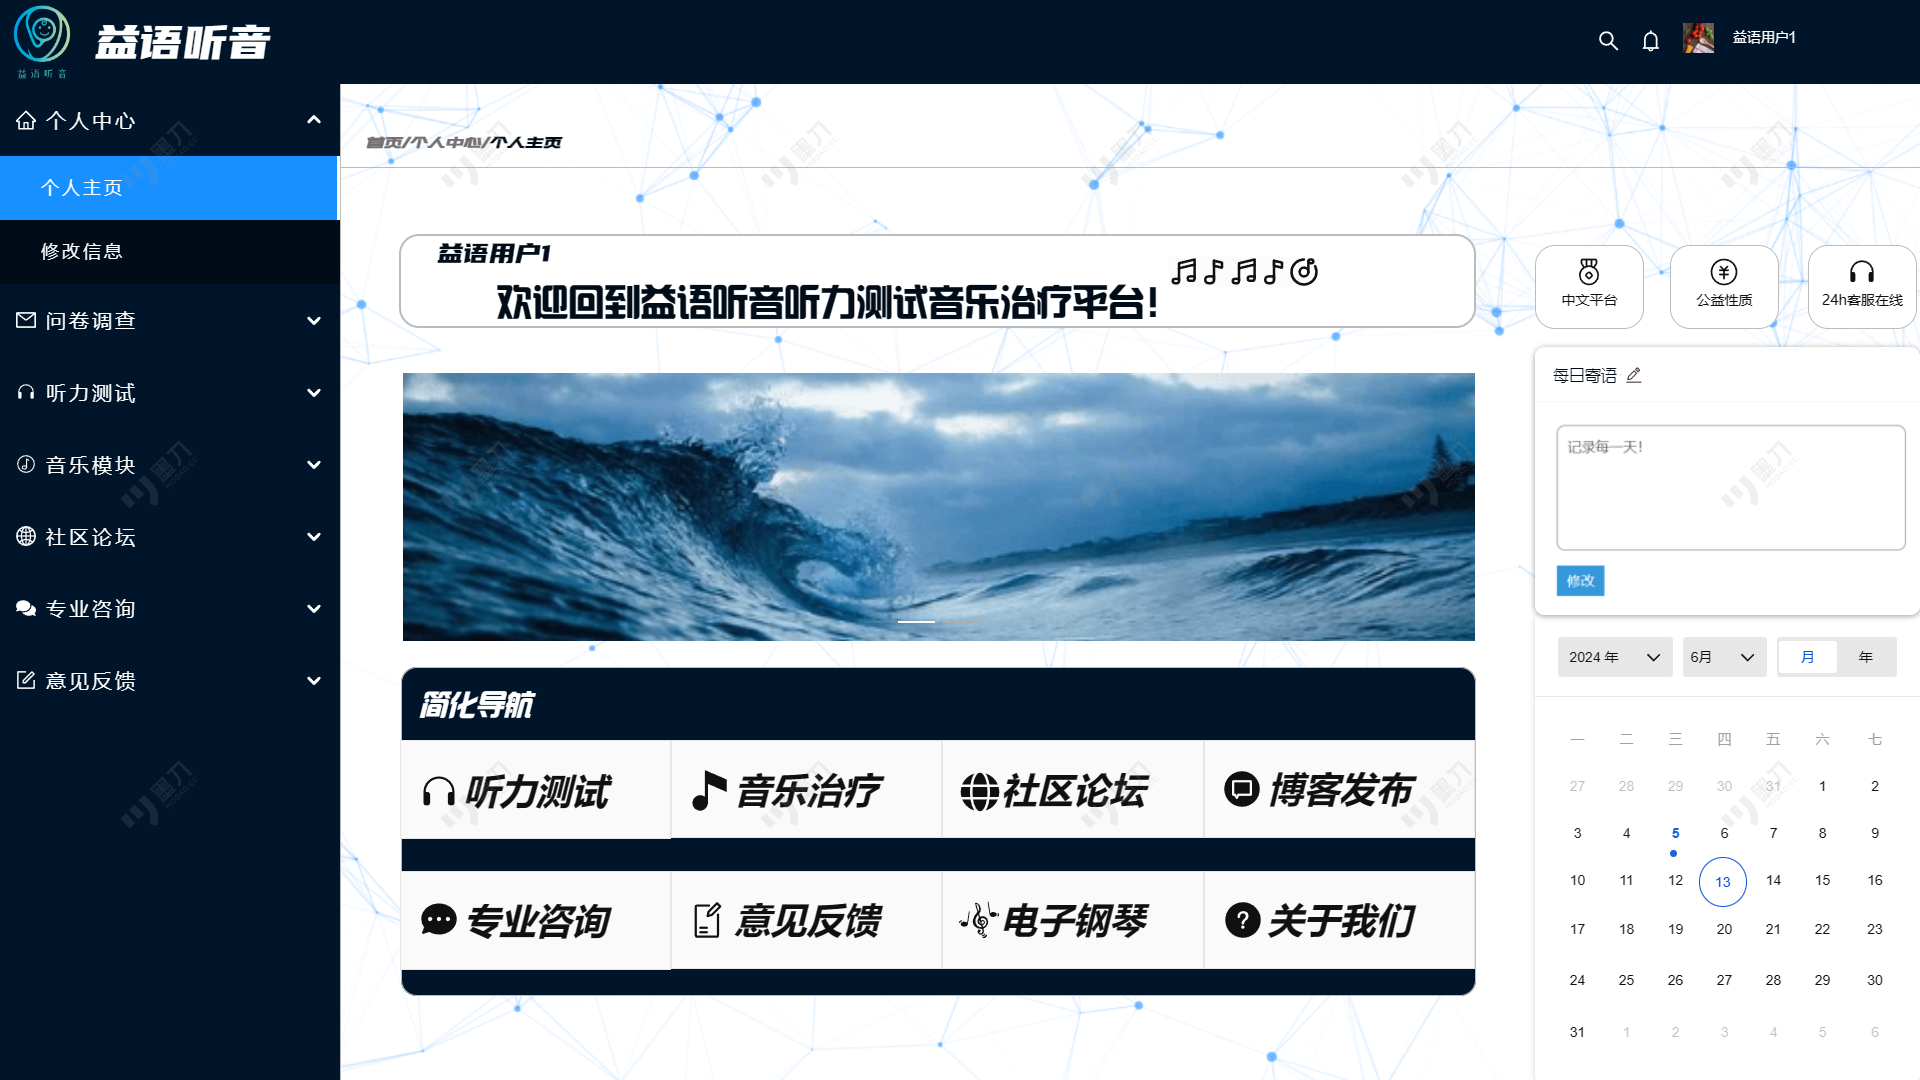 益语听音
益语听音
益语用户1
个人中心
个人主页
修改信息
问卷调查
听力测试
音乐模块
社区论坛
专业咨询
意见反馈
首页/个人中心/个人主页
益语用户1
欢迎回到益语听音听力测试音乐治疗平台!
中文平台
公益性质
24h客服在线
每日寄语
记录每一天!
修改
简化导航
听力测试
音乐治疗
社区论坛
博客发布
专业咨询
意见反馈
电子钢琴
关于我们
2024 年 6月 月 年
一 二 三 四 五 六 七
27 28 29 30 31 1 2
3 4 5 6 7 8 9
10 11 12 13 14 15 16
17 18 19 20 21 22 23
24 25 26 27 28 29 30
31 1 2 3 4 5 6
墨刀
MODAO.CC